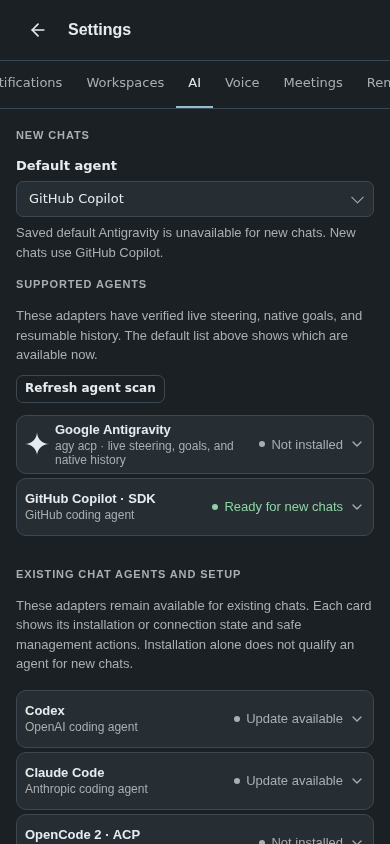 Settings
tifications Workspaces AI Voice Meetings Ren
NEW CHATS
Default agent
GitHub Copilot
Saved default Antigravity is unavailable for new chats. New
chats use GitHub Copilot.
SUPPORTED AGENTS
These adapters have verified live steering, native goals, and
resumable history. The default list above shows which are
available now.
Refresh agent scan
Google Antigravity
agy acp · live steering, goals, and
native history
Not installed
GitHub Copilot · SDK
GitHub coding agent
Ready for new chats
EXISTING CHAT AGENTS AND SETUP
These adapters remain available for existing chats. Each card
shows its installation or connection state and safe
management actions. Installation alone does not qualify an
agent for new chats.
Codex
OpenAI coding agent
Update available
Claude Code
Anthropic coding agent
Update available
OpenCode 2 · ACP
Not installed